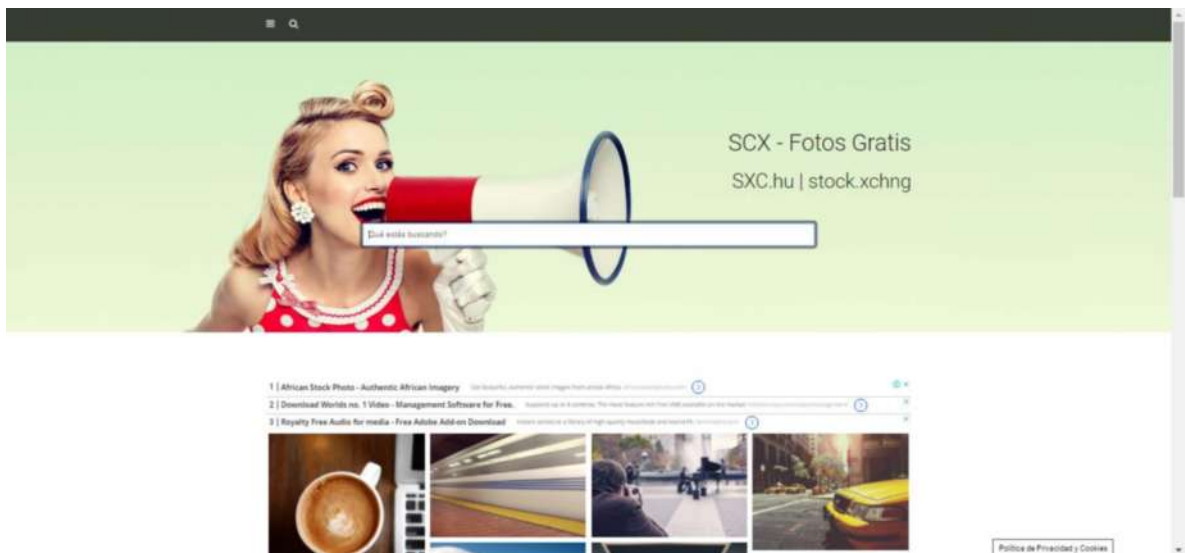 SCX - Fotos Gratis
SXC.hu | stock.xchng
Qué estás buscando?
1 | African Stock Photo - Authentic African Imagery
2 | Download Worlds no. 1 Video - Management Software for Free.
3 | Royalty Free Audio for media - Free Adobe Add-on Download
Política de Privacidad y Cookies